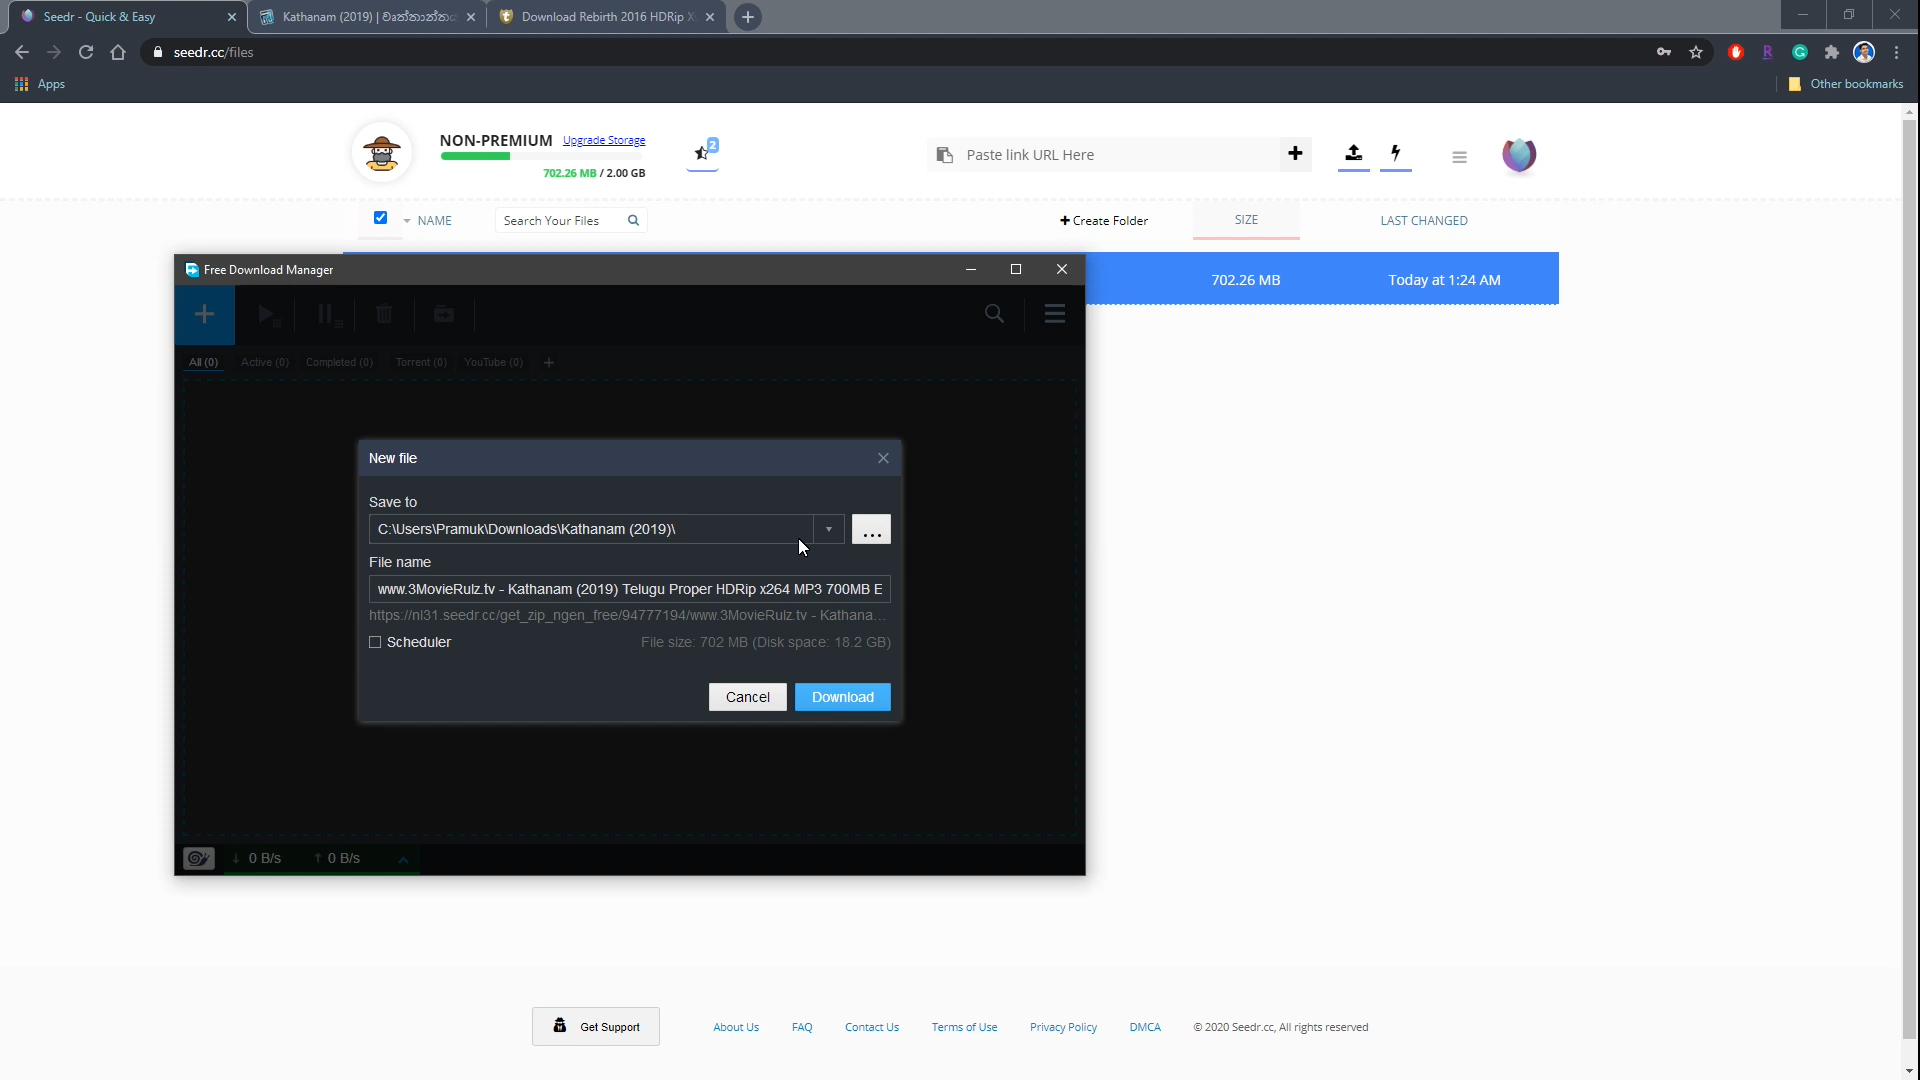 Seedr - Quick & Easy
Kathanam (2019) | වෘත්තාන්තය
Download Rebirth 2016 HDRip X
seedr.cc/files
Apps
Other bookmarks
NON-PREMIUM Upgrade Storage
2
702.26 MB / 2.00 GB
Paste link URL Here
NAME
Search Your Files
Create Folder
SIZE
LAST CHANGED
702.26 MB
Today at 1:24 AM
Free Download Manager
All (0) Active (0) Completed (0) Torrent (0) YouTube (0) +
New file
Save to
C:\Users\Pramuk\Downloads\Kathanam (2019)\
...
File name
www.3MovieRulz.tv - Kathanam (2019) Telugu Proper HDRip x264 MP3 700MB E
https://nl31.seedr.cc/get_zip_ngen_free/94777194/www.3MovieRulz.tv - Kathana...
Scheduler
File size: 702 MB (Disk space: 18.2 GB)
Cancel
Download
↓ 0 B/s ↑ 0 B/s
Get Support
About Us
FAQ
Contact Us
Terms of Use
Privacy Policy
DMCA
© 2020 Seedr.cc, All rights reserved